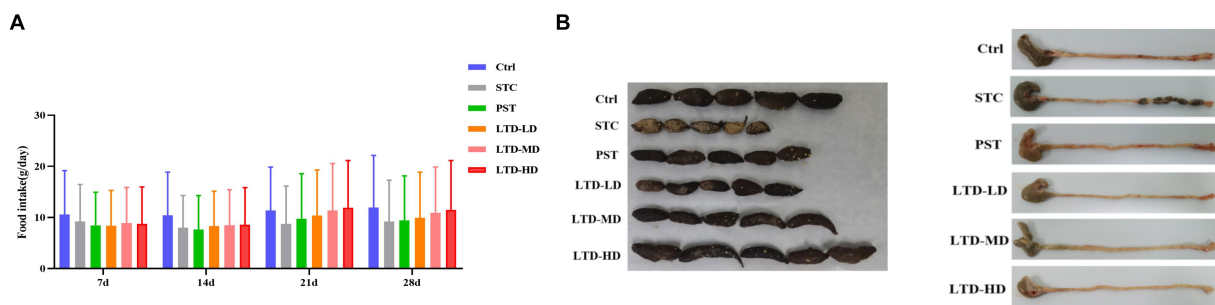 A
Food intake(g/day)
30
20
10
0
7d
14d
21d
28d
Ctrl
STC
PST
LTD-LD
LTD-MD
LTD-HD
B
Ctrl
STC
PST
LTD-LD
LTD-MD
LTD-HD
Ctrl
STC
PST
LTD-LD
LTD-MD
LTD-HD